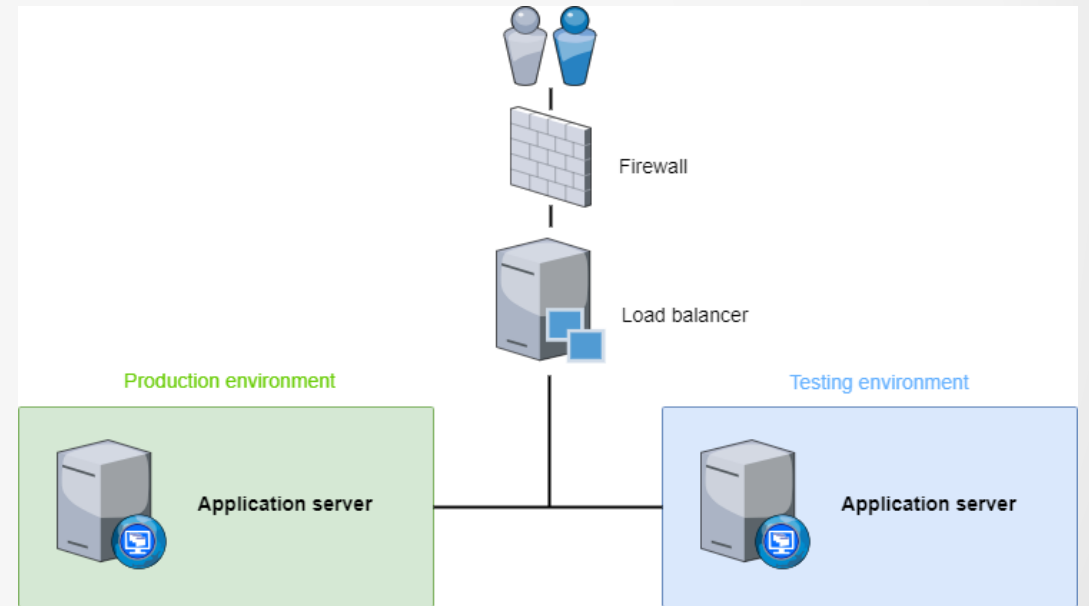 Firewall
Load balancer
Production environment
Testing environment
Application server
Application server